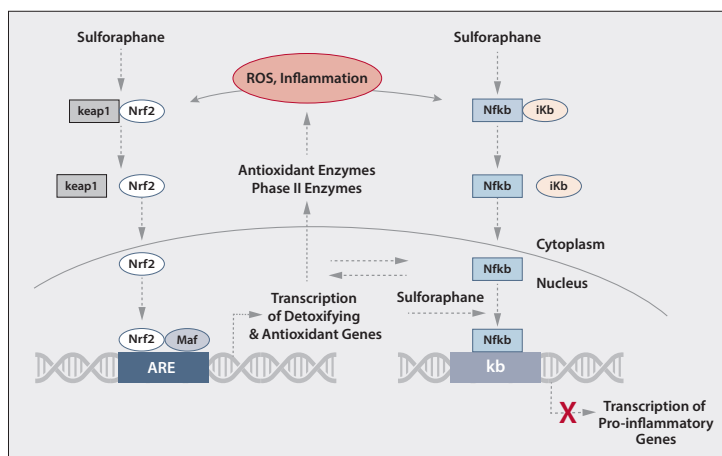 Sulforaphane
Sulforaphane
ROS, Inflammation
keap1
Nrf2
Nfkb
iKb
Antioxidant Enzymes
Phase II Enzymes
keap1
Nrf2
Nfkb
iKb
Cytoplasm
Nrf2
Nfkb
Nucleus
Transcription
of Detoxifying
& Antioxidant Genes
Sulforaphane
Nrf2
Maf
Nfkb
ARE
kb
X
Transcription of
Pro-inflammatory
Genes